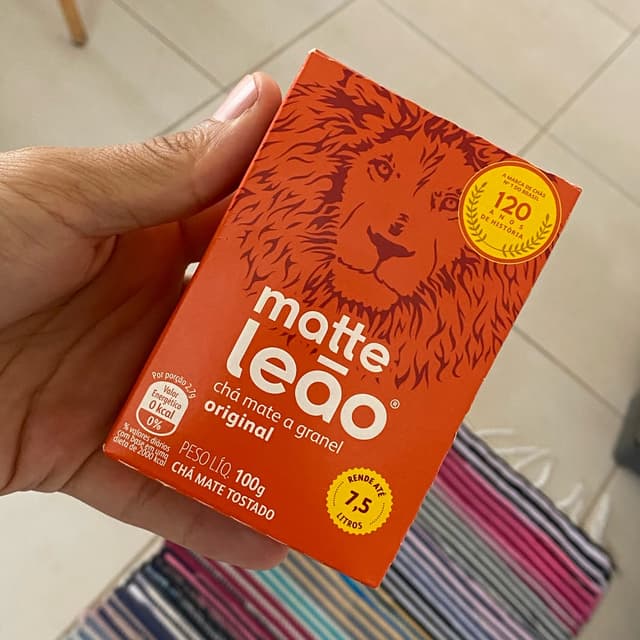 A MARCA DE CHÁS
Nº 1 DO BRASIL
120
ANOS
DE HISTÓRIA
matte
leão®
chá mate a granel
original
Por porção 2,7g
Valor
Energético
0 kcal
0%
% valores diários
com base em uma
dieta de 2000 kcal
PESO LÍQ. 100g
CHÁ MATE TOSTADO
RENDE ATÉ
7,5
LITROS